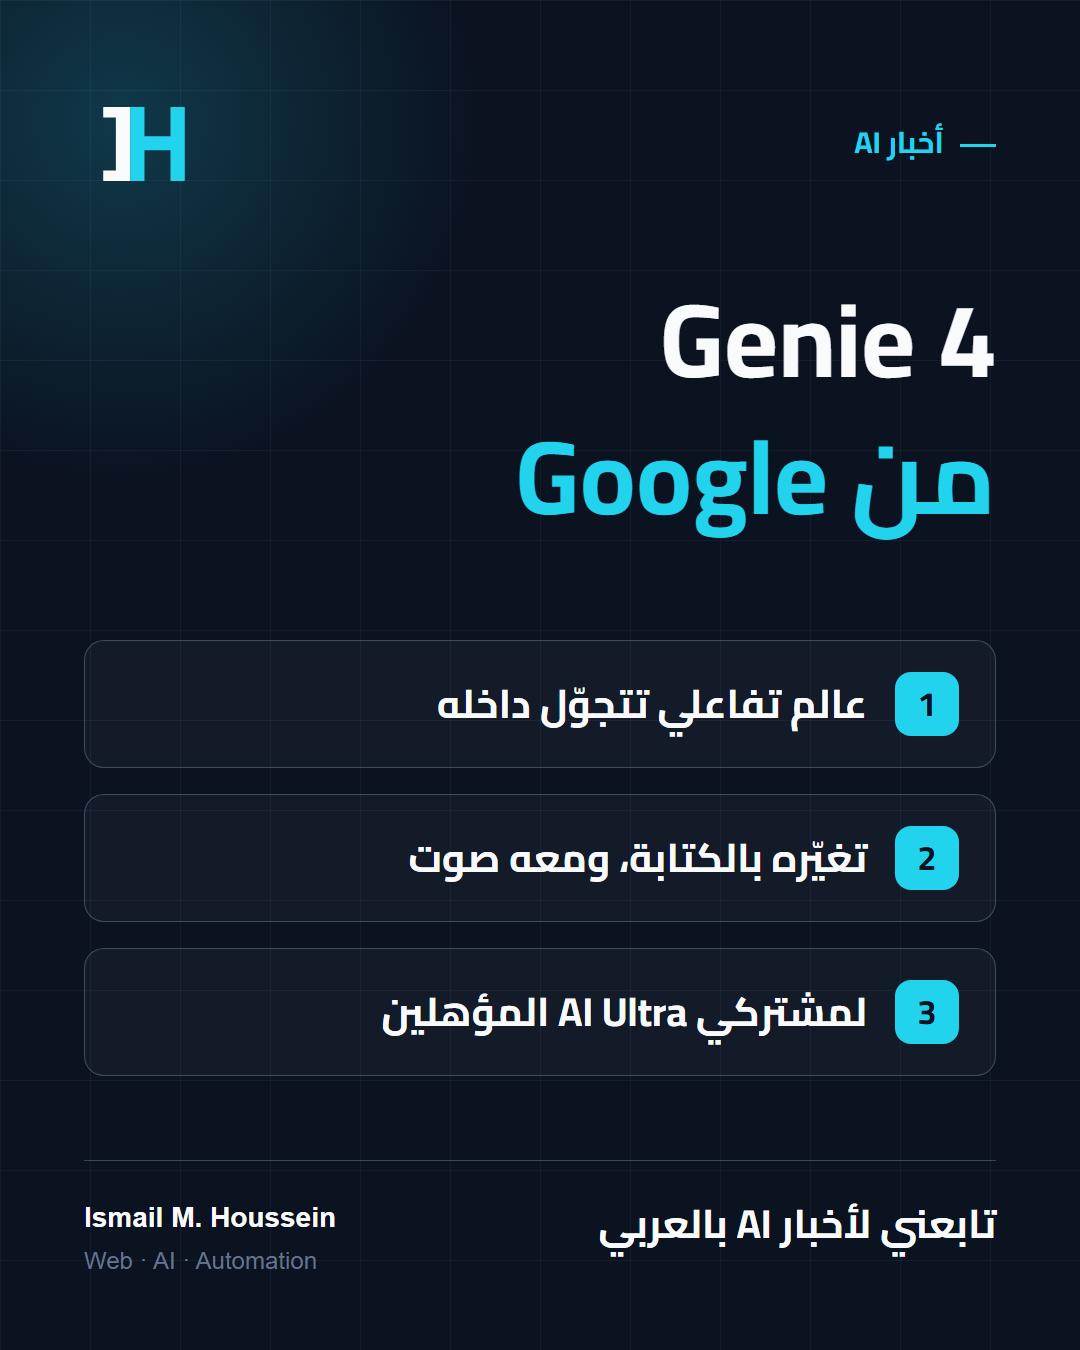 IH
أخبار AI
Genie 4
من Google
1 عالم تفاعلي تتجوّل داخله
2 تغيّره بالكتابة، ومعه صوت
3 لمشتركي AI Ultra المؤهلين
تابعني لأخبار AI بالعربي
Ismail M. Houssein
Web · AI · Automation